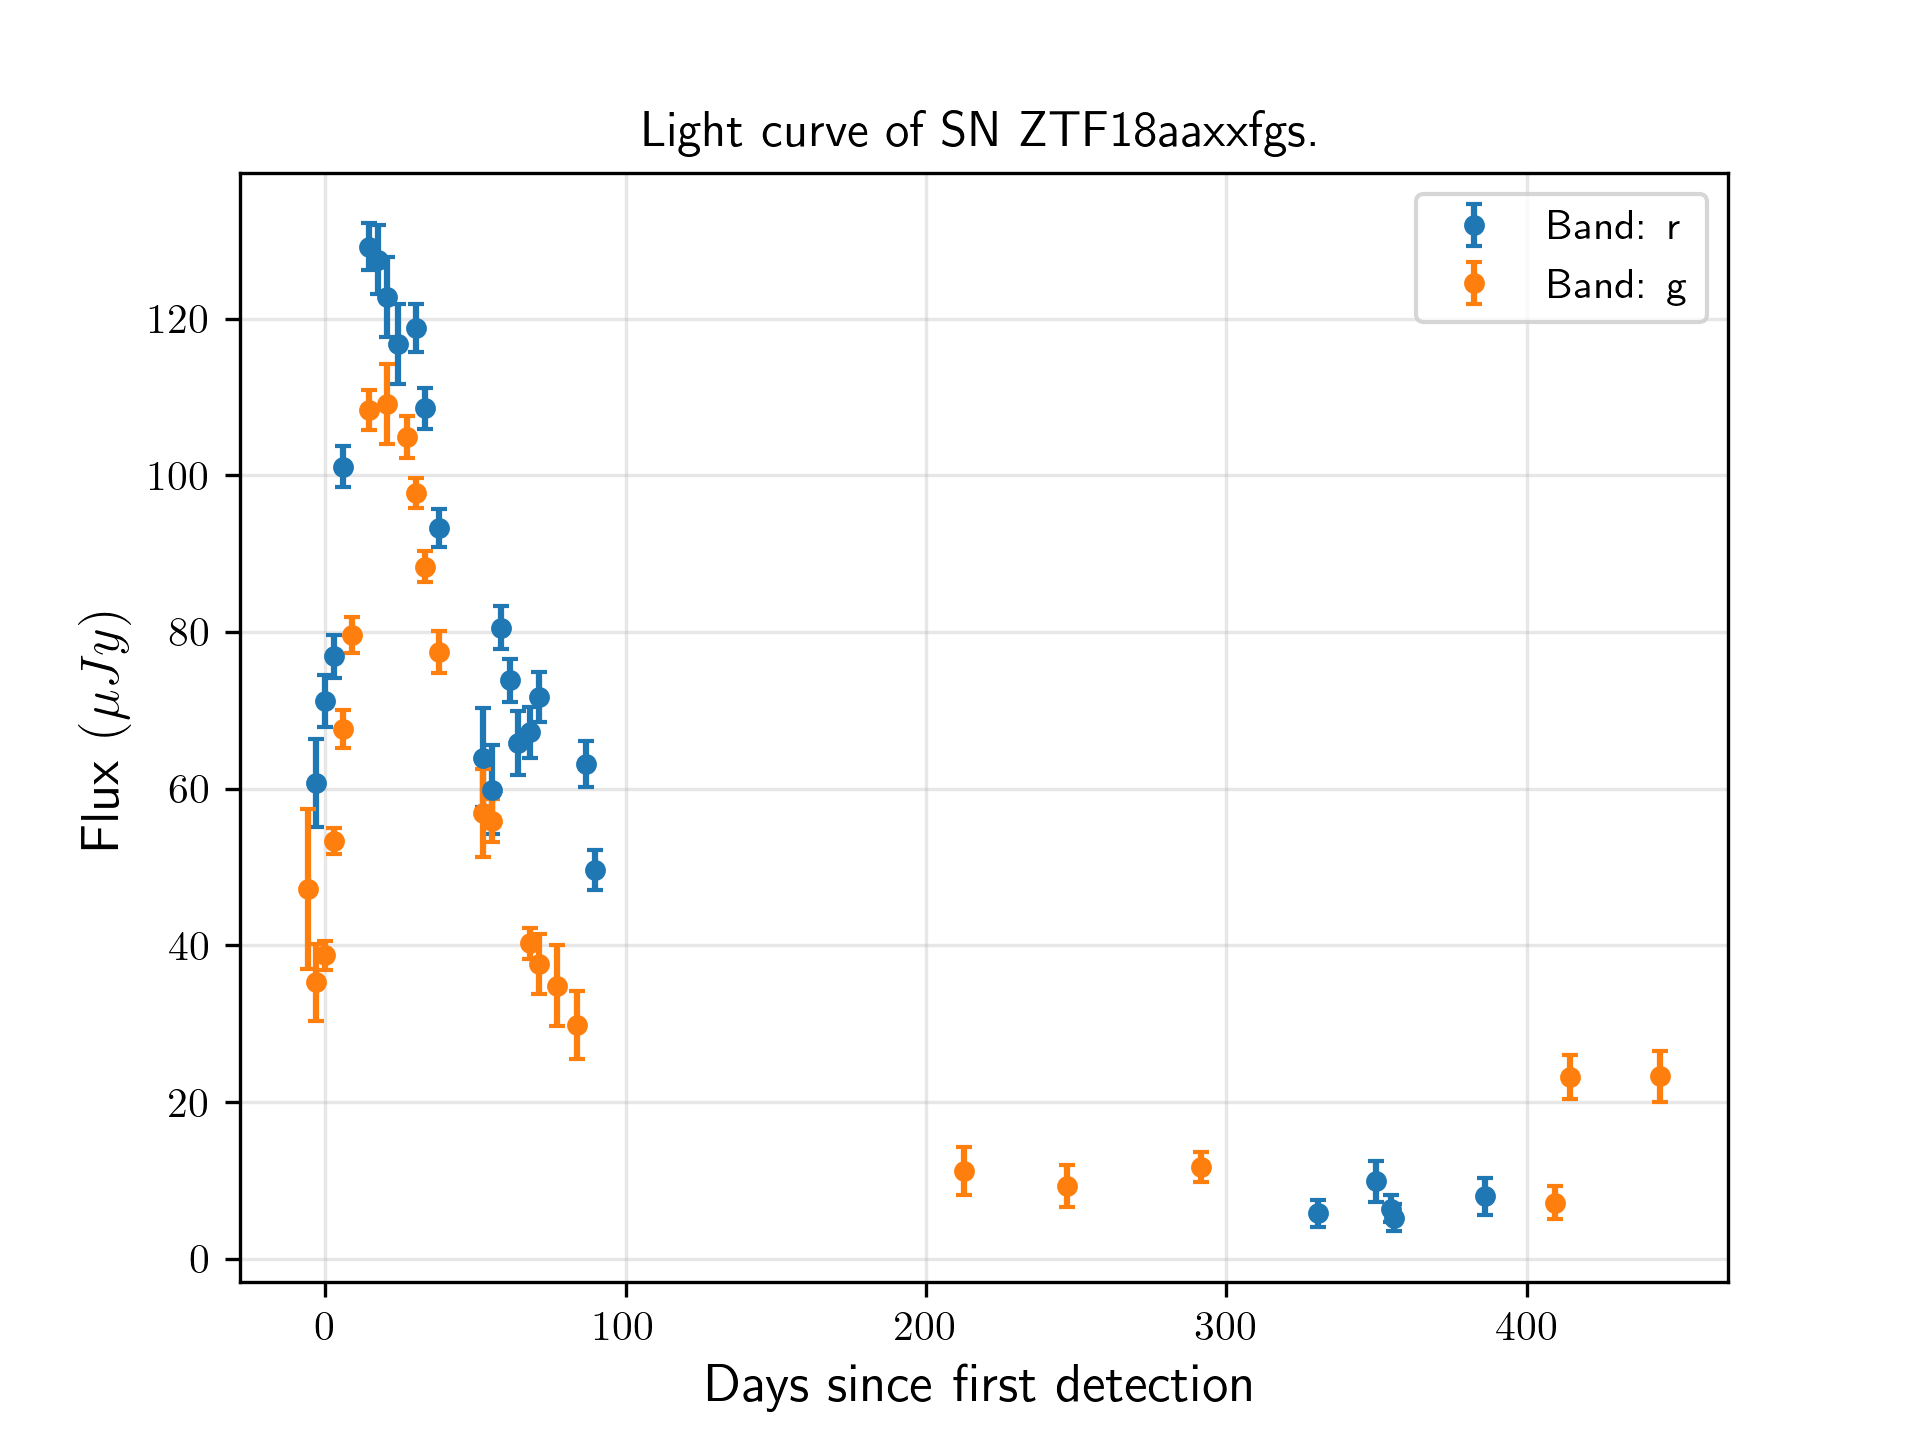 Light curve of SN ZTF18aaxxfgs.
Band: r
Band: g
Flux (μJy)
120
100
80
60
40
20
0
0 100 200 300 400
Days since first detection